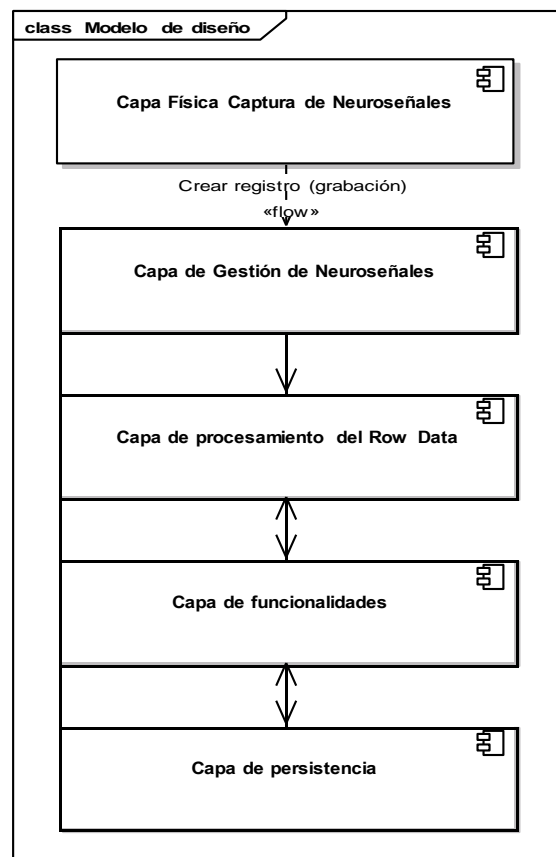 class Modelo de diseño
Capa Física Captura de Neuroseñales
Crear registro (grabación)
«flow»
Capa de Gestión de Neuroseñales
Capa de procesamiento del Row Data
Capa de funcionalidades
Capa de persistencia